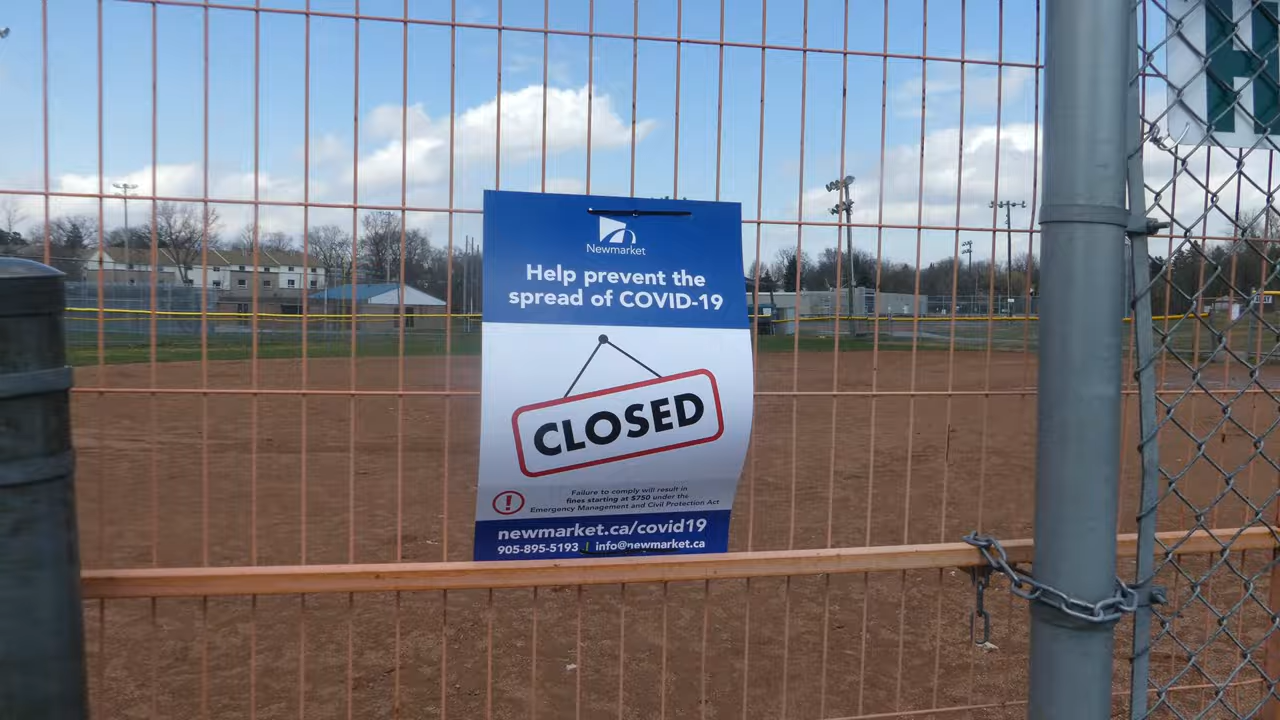 Newmarket
Help prevent the
spread of COVID-19
CLOSED
Failure to comply will result in
fines starting at $750 under the
Emergency Management and Civil Protection Act
newmarket.ca/covid19
905-895-5193 | info@newmarket.ca
H